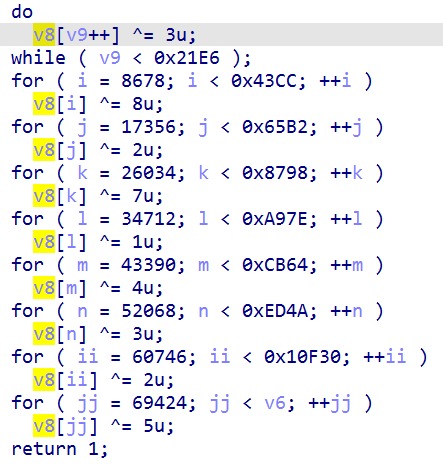 do
v8[v9++] ^= 3u;
while ( v9 < 0x21E6 );
for ( i = 8678; i < 0x43CC; ++i )
v8[i] ^= 8u;
for ( j = 17356; j < 0x65B2; ++j )
v8[j] ^= 2u;
for ( k = 26034; k < 0x8798; ++k )
v8[k] ^= 7u;
for ( l = 34712; l < 0xA97E; ++l )
v8[l] ^= 1u;
for ( m = 43390; m < 0xCB64; ++m )
v8[m] ^= 4u;
for ( n = 52068; n < 0xED4A; ++n )
v8[n] ^= 3u;
for ( ii = 60746; ii < 0x10F30; ++ii )
v8[ii] ^= 2u;
for ( jj = 69424; jj < v6; ++jj )
v8[jj] ^= 5u;
return 1;